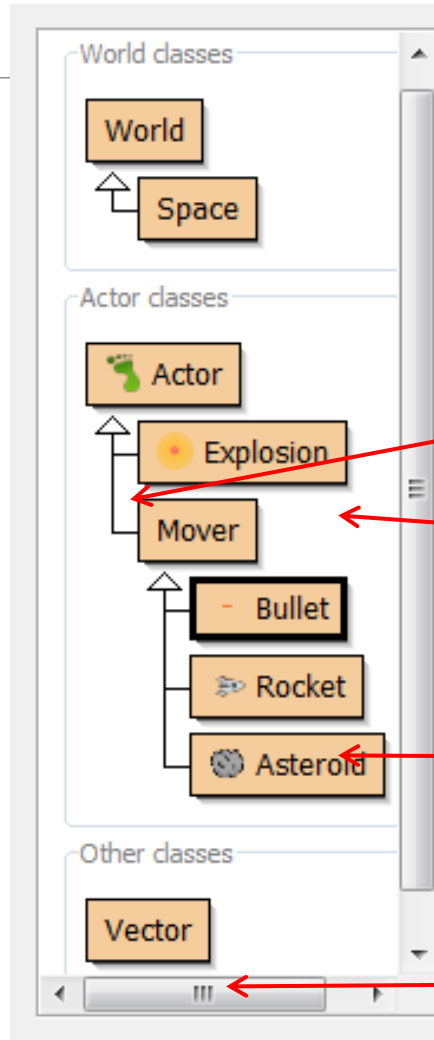 World classes
World
Space
Actor classes
Actor
Explosion
Mover
Bullet
Rocket
Asteroid
Other classes
Vector